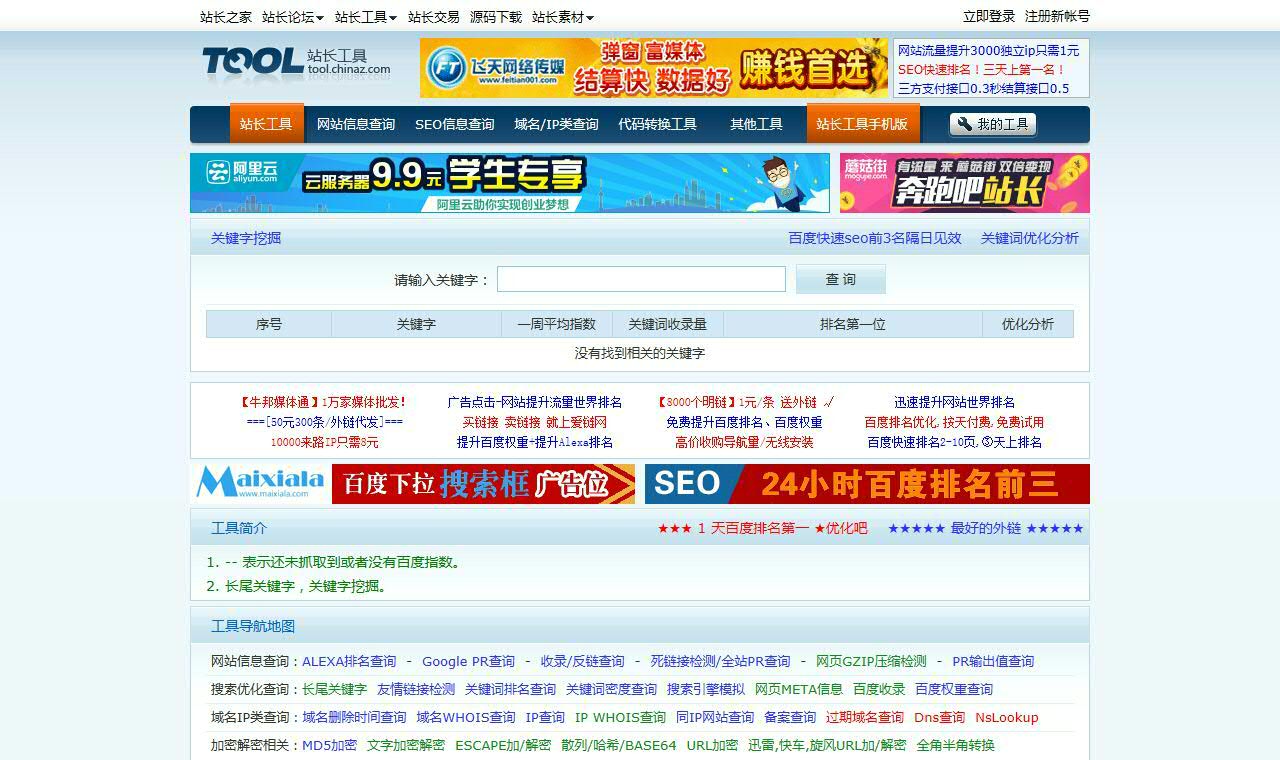 站长之家 站长论坛 站长工具 站长交易 源码下载 站长素材 立即登录 注册新帐号
TOOL 站长工具 tool.chinaz.com
飞天网络传媒 www.feitian001.com 弹窗 富媒体 结算快 数据好 赚钱首选
网站流量提升3000独立ip只需1元
SEO快速排名！三天上第一名！
三方支付接口0.3秒结算接口0.5
站长工具 网站信息查询 SEO信息查询 域名/IP类查询 代码转换工具 其他工具 站长工具手机版 我的工具
阿里云 aliyun.com 云服务器9.9元 学生专享 阿里云助你实现创业梦想
蘑菇街 mogujie.com 有流量 来 蘑菇街 双倍变现 奔跑吧站长
关键字挖掘 百度快速seo前3名隔日见效 关键词优化分析
请输入关键字： 查 询
序号 关键字 一周平均指数 关键词收录量 排名第一位 优化分析
没有找到相关的关键字
【牛邦媒体通】1万家媒体批发! 广告点击-网站提升流量世界排名 【3000个明链】1元/条 送外链 √ 迅速提升网站世界排名
===[50元300条/外链代发]=== 买链接 卖链接 就上爱链网 免费提升百度排名、百度权重 百度排名优化, 按天付费, 免费试用
10000来路IP只需3元 提升百度权重+提升Alexa排名 高价收购导航量/无线安装 百度快速排名2-10页, ③天上排名
Maixiala www.maixiala.com 百度下拉 搜索框 广告位 SEO 24小时百度排名前三
工具简介 ★★★ 1 天百度排名第一 ★优化吧 ★★★★★ 最好的外链 ★★★★★
1. -- 表示还未抓取到或者没有百度指数。
2. 长尾关键字，关键字挖掘。
工具导航地图
网站信息查询：ALEXA排名查询 - Google PR查询 - 收录/反链查询 - 死链接检测/全站PR查询 - 网页GZIP压缩检测 - PR输出值查询
搜索优化查询：长尾关键字 友情链接检测 关键词排名查询 关键词密度查询 搜索引擎模拟 网页META信息 百度收录 百度权重查询
域名IP类查询：域名删除时间查询 域名WHOIS查询 IP查询 IP WHOIS查询 同IP网站查询 备案查询 过期域名查询 Dns查询 NsLookup
加密解密相关：MD5加密 文字加密解密 ESCAPE加/解密 散列/哈希/BASE64 URL加密 迅雷,快车,旋风URL加/解密 全角半角转换